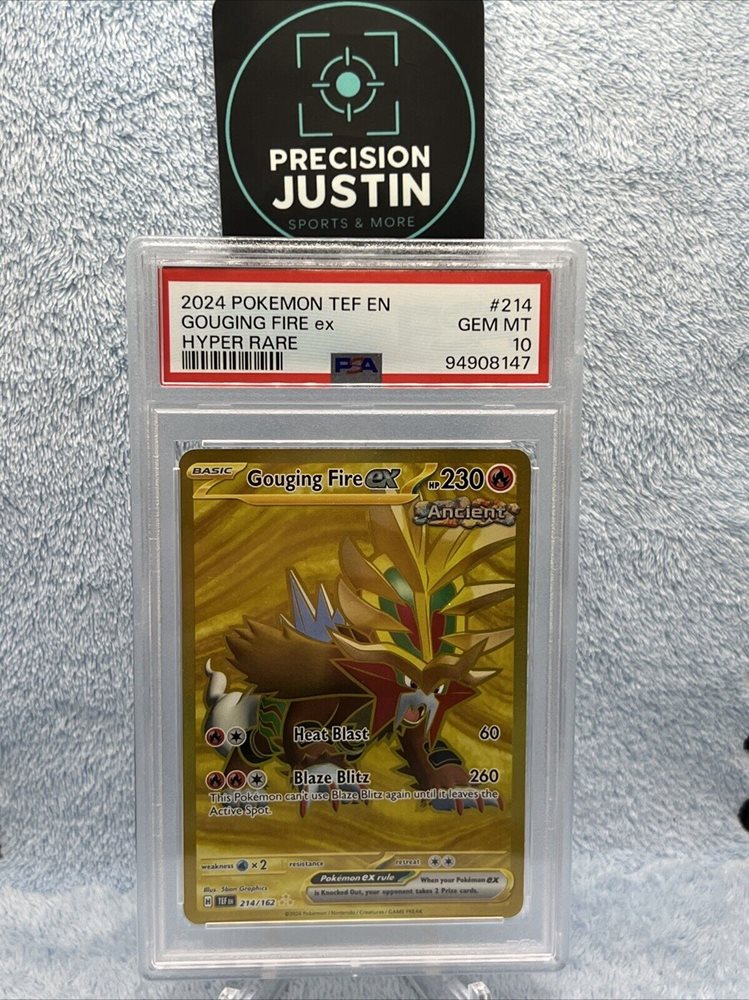 PRECISION
JUSTIN
SPORTS & MORE
2024 POKEMON TEF EN #214
GOUGING FIRE ex GEM MT
HYPER RARE 10
PSA 94908147
BASIC Gouging Fire ex HP 230
Ancient
Heat Blast 60
Blaze Blitz 260
This Pokémon can't use Blaze Blitz again until it leaves the
Active Spot.
weakness ×2 resistance retreat
Pokémon ex rule When your Pokémon ex
is Knocked Out, your opponent takes 2 Prize cards.
Illus. 5ban Graphics
H TEF EN 214/162
©2024 Pokémon / Nintendo / Creatures / GAME FREAK